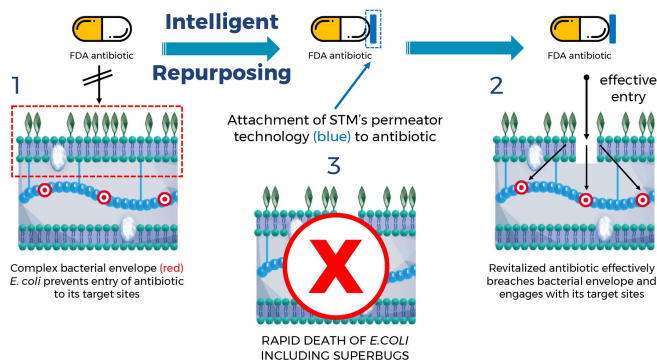 Intelligent
Repurposing
FDA antibiotic
FDA antibiotic
FDA antibiotic
1
2
effective
entry
Attachment of STM's permeator
technology (blue) to antibiotic
3
X
Complex bacterial envelope (red)
E. coli prevents entry of antibiotic
to its target sites
Revitalized antibiotic effectively
breaches bacterial envelope and
engages with its target sites
RAPID DEATH OF E.COLI
INCLUDING SUPERBUGS